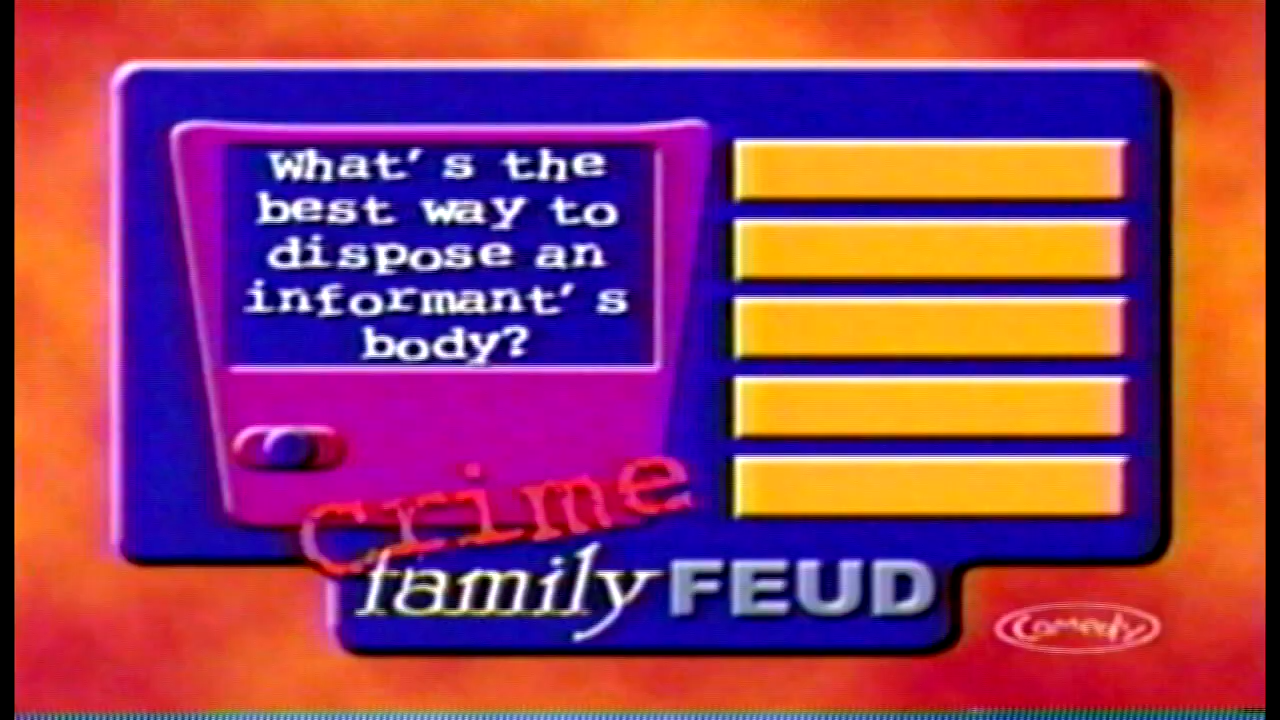 What's the
best way to
dispose an
informant's
body?
Crime
family FEUD
Comedy